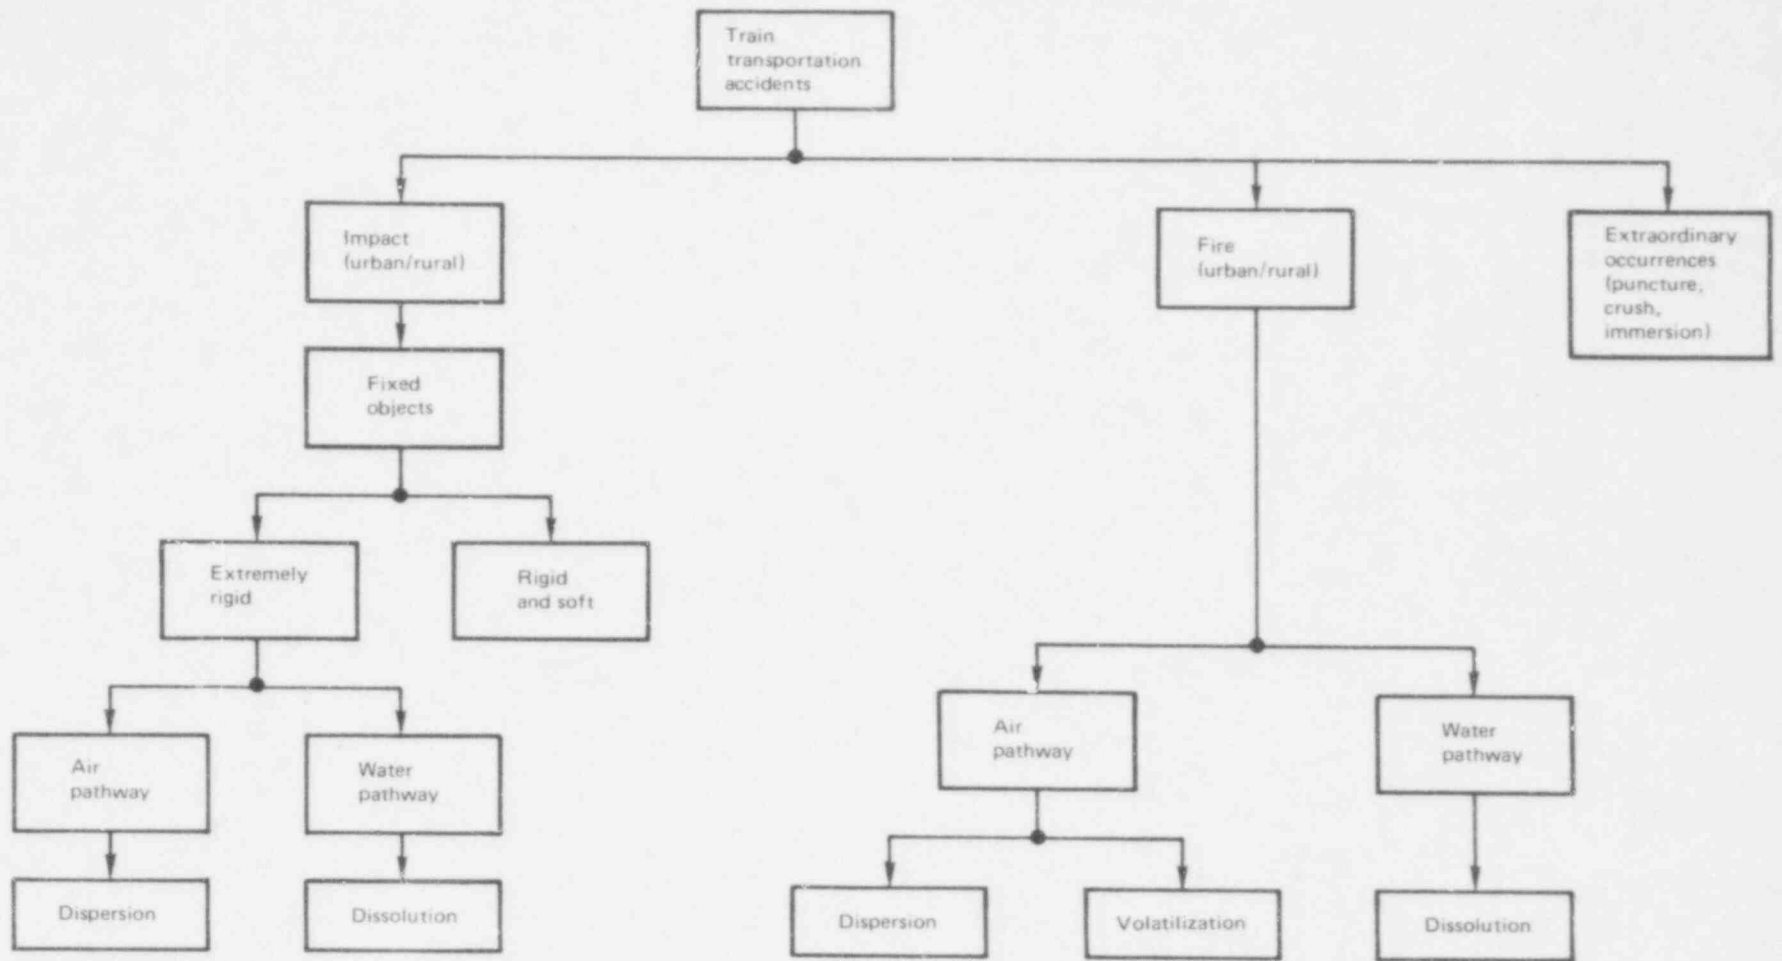 Train
transportation
accidents
Impact
(urban/rural)
Fire
(urban/rural)
Extraordinary
occurrences
(puncture,
crush,
immersion)
Fixed
objects
Extremely
rigid
Rigid
and soft
Air
pathway
Water
pathway
Air
pathway
Water
pathway
Dispersion
Dissolution
Dispersion
Volatilization
Dissolution